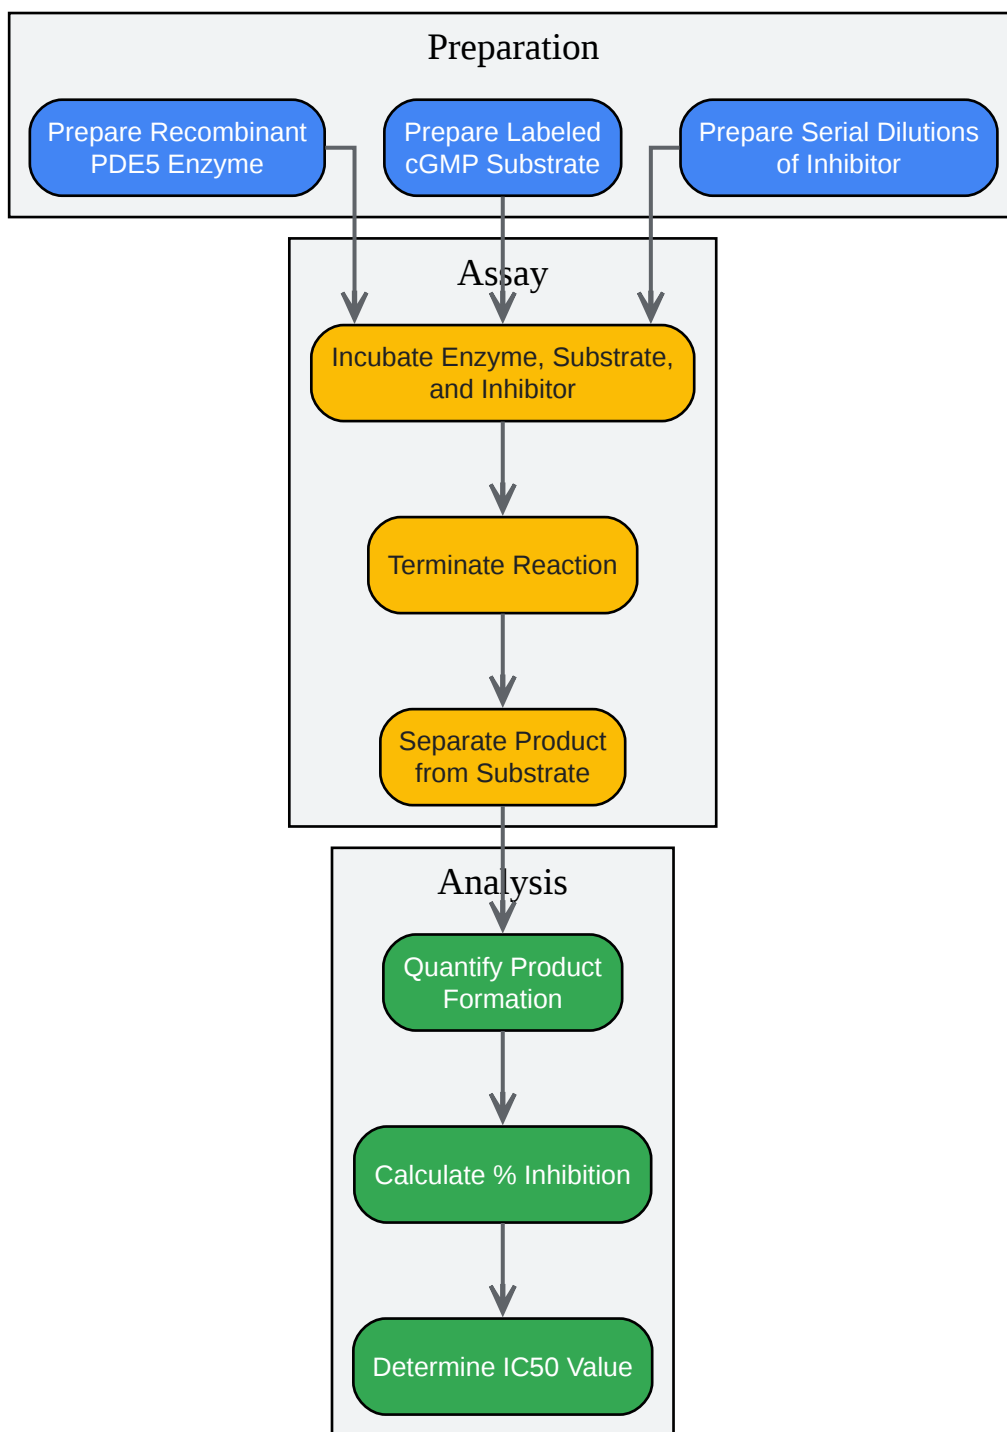 Preparation
Prepare Recombinant
PDE5 Enzyme
Prepare Labeled
cGMP Substrate
Prepare Serial Dilutions
of Inhibitor
Assay
Incubate Enzyme, Substrate,
and Inhibitor
Terminate Reaction
Separate Product
from Substrate
Analysis
Quantify Product
Formation
Calculate % Inhibition
Determine IC50 Value